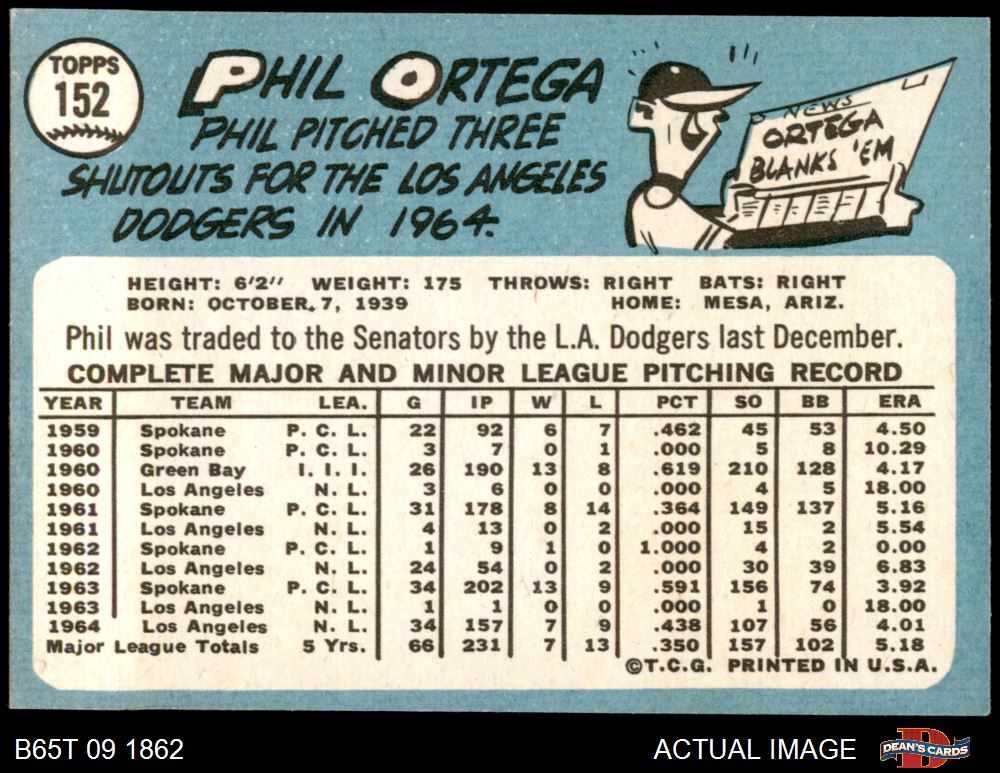 TOPPS
152
PHIL ORTEGA
PHIL PITCHED THREE
SHUTOUTS FOR THE LOS ANGELES
DODGERS IN 1964.
NEWS
ORTEGA
BLANKS 'EM
HEIGHT: 6'2" WEIGHT: 175 THROWS: RIGHT BATS: RIGHT
BORN: OCTOBER, 7, 1939 HOME: MESA, ARIZ.
Phil was traded to the Senators by the L.A. Dodgers last December.
COMPLETE MAJOR AND MINOR LEAGUE PITCHING RECORD
YEAR TEAM LEA. G IP W L PCT SO BB ERA
1959 Spokane P. C. L. 22 92 6 7 .462 45 53 4.50
1960 Spokane P. C. L. 3 7 0 1 .000 5 8 10.29
1960 Green Bay I. I. I. 26 190 13 8 .619 210 128 4.17
1960 Los Angeles N. L. 3 6 0 0 .000 4 5 18.00
1961 Spokane P. C. L. 31 178 8 14 .364 149 137 5.16
1961 Los Angeles N. L. 4 13 0 2 .000 15 2 5.54
1962 Spokane P. C. L. 1 9 1 0 1.000 4 2 0.00
1962 Los Angeles N. L. 24 54 0 2 .000 30 39 6.83
1963 Spokane P. C. L. 34 202 13 9 .591 156 74 3.92
1963 Los Angeles N. L. 1 1 0 0 .000 1 0 18.00
1964 Los Angeles N. L. 34 157 7 9 .438 107 56 4.01
Major League Totals 5 Yrs. 66 231 7 13 .350 157 102 5.18
©T.C.G. PRINTED IN U.S.A.
B65T 09 1862 ACTUAL IMAGE DEAN'S CARDS